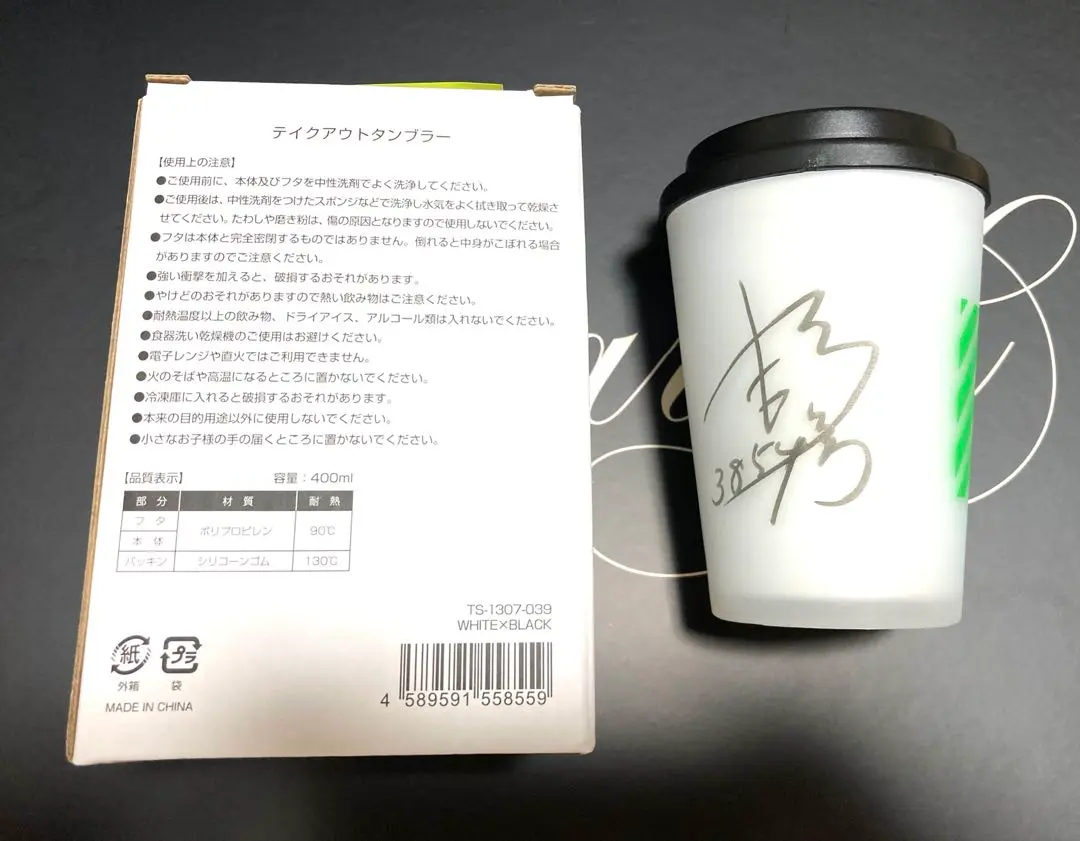 テイクアウトタンブラー
【使用上の注意】
●ご使用前に、本体及びフタを中性洗剤でよく洗浄してください。
●ご使用後は、中性洗剤をつけたスポンジなどで洗浄し水気をよく拭き取って乾燥さ
せてください。たわしや磨き粉は、傷の原因となりますので使用しないでください。
●フタは本体と完全密閉するものではありません。倒れると中身がこぼれる場合
がありますのでご注意ください。
●強い衝撃を加えると、破損するおそれがあります。
●やけどのおそれがありますので熱い飲み物はご注意ください。
●耐熱温度以上の飲み物、ドライアイス、アルコール類は入れないでください。
●食器洗い乾燥機のご使用はお避けください。
●電子レンジや直火ではご利用できません。
●火のそばや高温になるところに置かないでください。
●冷凍庫に入れると破損するおそれがあります。
●本来の目的用途以外に使用しないでください。
●小さなお子様の手の届くところに置かないでください。
【品質表示】 容量：400ml
部 分 材 質 耐 熱
フ タ
ポリプロピレン 90℃
本 体
パッキン シリコーンゴム 130℃
TS-1307-039
WHITE×BLACK
紙 プラ
外箱 袋
MADE IN CHINA
4 589591 558559
3854